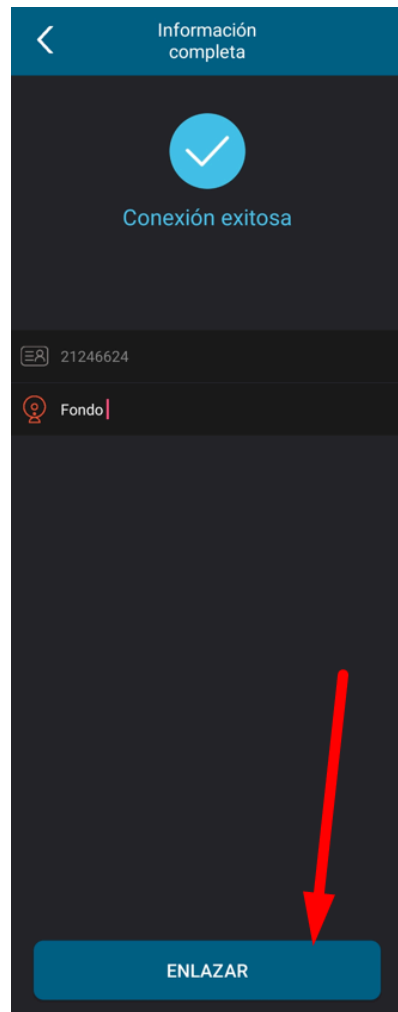 Información
completa
Conexión exitosa
21246624
Fondo
ENLAZAR